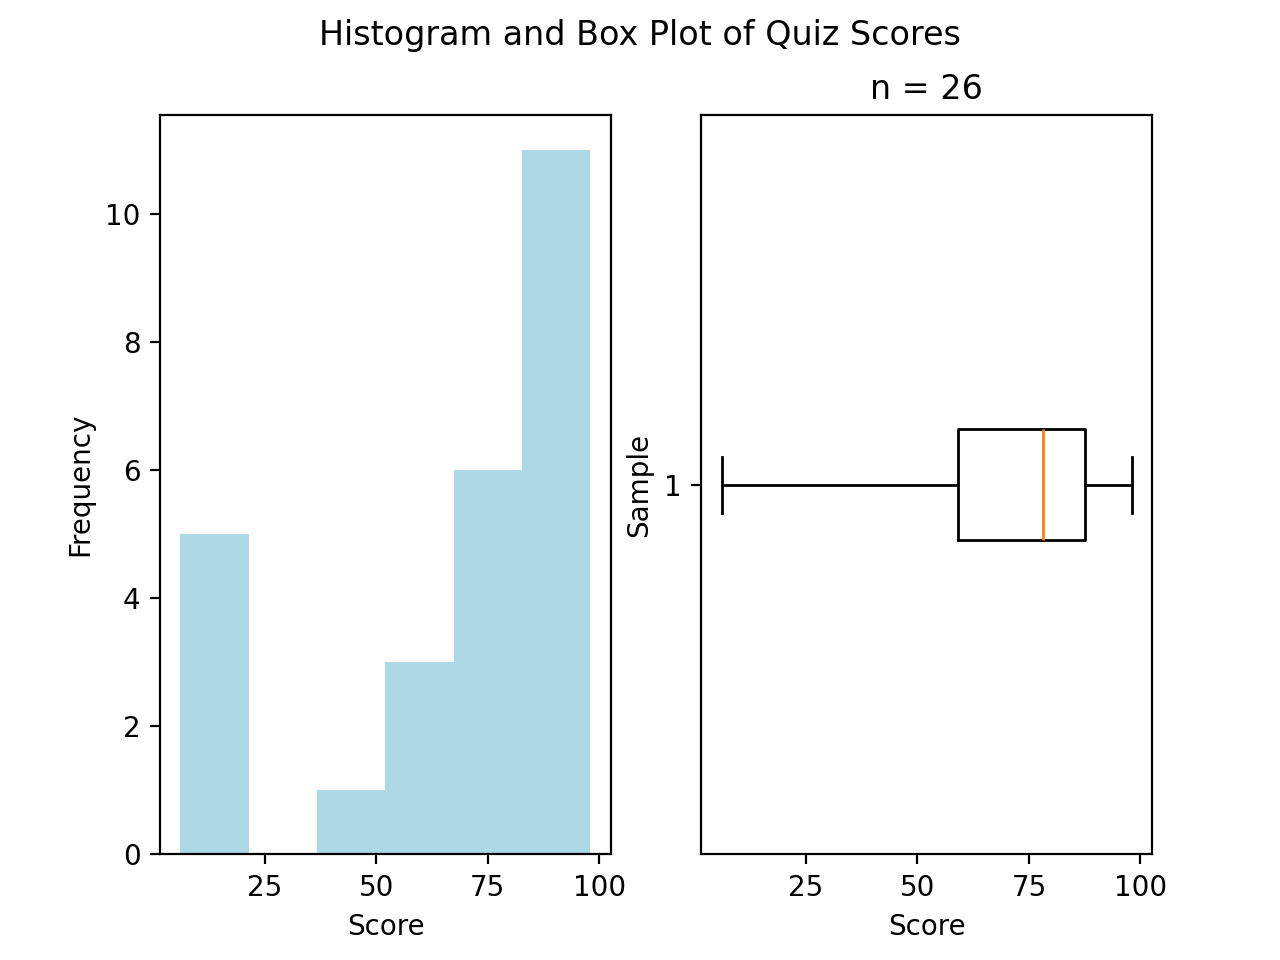 Histogram and Box Plot of Quiz Scores
Frequency
10
8
6
4
2
0
25 50 75 100
Score
n = 26
Sample
1
25 50 75 100
Score